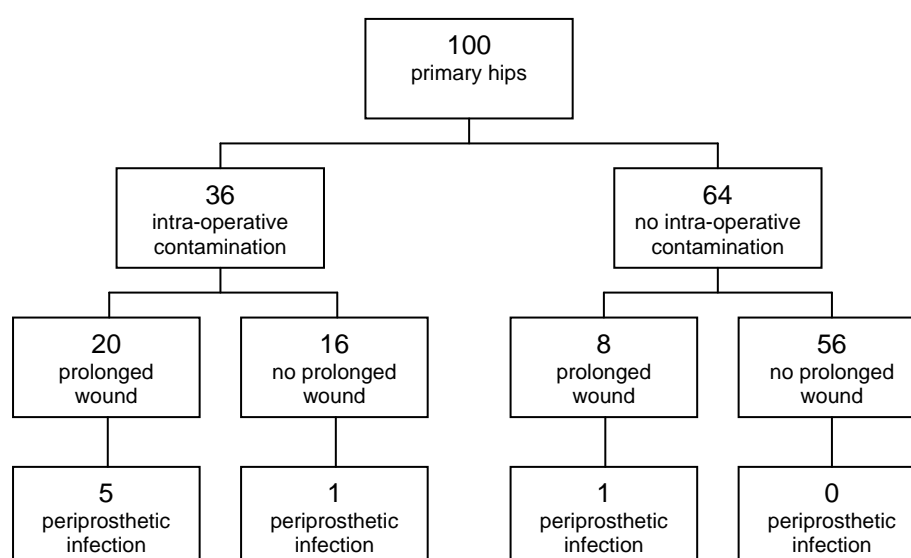 100
primary hips
36
intra-operative
contamination
64
no intra-operative
contamination
20
prolonged
wound
16
no prolonged
wound
8
prolonged
wound
56
no prolonged
wound
5
periprosthetic
infection
1
periprosthetic
infection
1
periprosthetic
infection
0
periprosthetic
infection